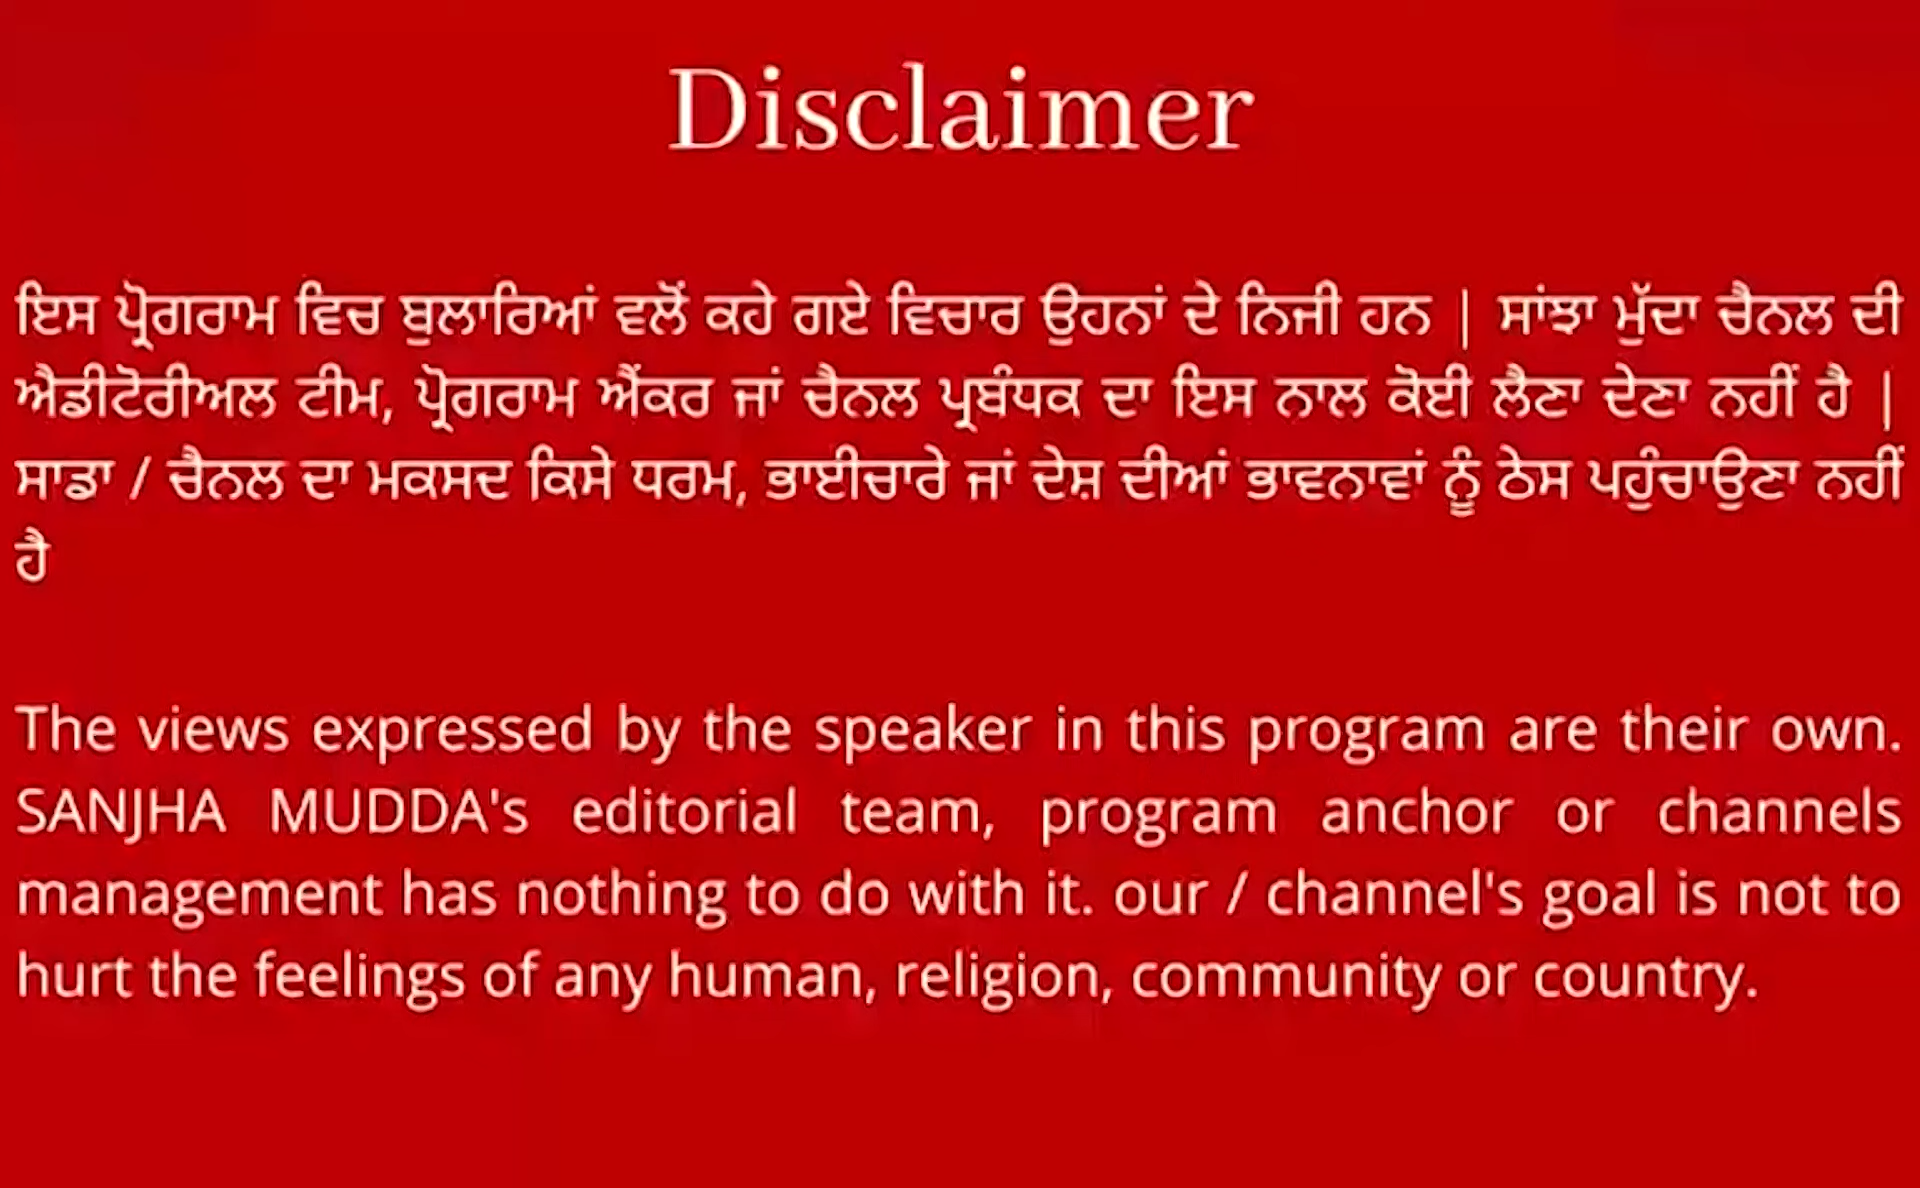 Disclaimer
ਇਸ ਪ੍ਰੋਗਰਾਮ ਵਿਚ ਬੁਲਾਰਿਆਂ ਵਲੋਂ ਕਹੇ ਗਏ ਵਿਚਾਰ ਉਹਨਾਂ ਦੇ ਨਿਜੀ ਹਨ | ਸਾਂਝਾ ਮੁੱਦਾ ਚੈਨਲ ਦੀ
ਐਡੀਟੋਰੀਅਲ ਟੀਮ, ਪ੍ਰੋਗਰਾਮ ਐਂਕਰ ਜਾਂ ਚੈਨਲ ਪ੍ਰਬੰਧਕ ਦਾ ਇਸ ਨਾਲ ਕੋਈ ਲੈਣਾ ਦੇਣਾ ਨਹੀਂ ਹੈ |
ਸਾਡਾ / ਚੈਨਲ ਦਾ ਮਕਸਦ ਕਿਸੇ ਧਰਮ, ਭਾਈਚਾਰੇ ਜਾਂ ਦੇਸ਼ ਦੀਆਂ ਭਾਵਨਾਵਾਂ ਨੂੰ ਠੇਸ ਪਹੁੰਚਾਉਣਾ ਨਹੀਂ
ਹੈ
The views expressed by the speaker in this program are their own.
SANJHA MUDDA's editorial team, program anchor or channels
management has nothing to do with it. our / channel's goal is not to
hurt the feelings of any human, religion, community or country.